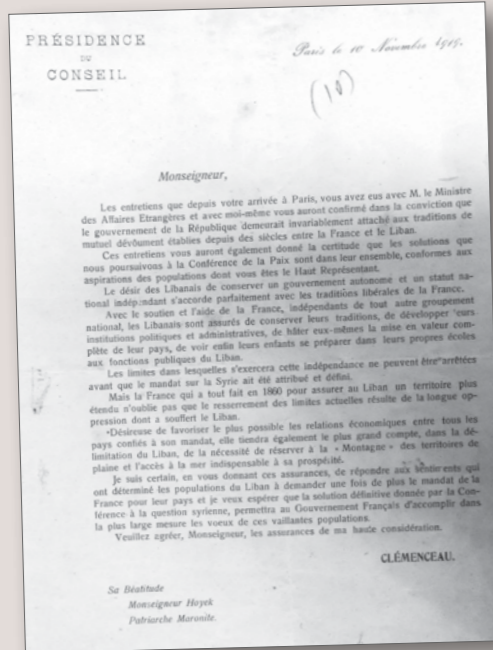 PRÉSIDENCE
DU
CONSEIL
Paris le 10 Novembre 1919.
(10)
Monseigneur,
Les entretiens que depuis votre arrivée à Paris, vous avez eus avec M. le Ministre
des Affaires Etrangères et avec moi-même vous auront confirmé dans la conviction que
le gouvernement de la République demeurait invariablement attaché aux traditions de
mutuel dévoûment établies depuis des siècles entre la France et le Liban.
Ces entretiens vous auront également donné la certitude que les solutions que
nous poursuivons à la Conférence de la Paix sont dans leur ensemble, conformes aux
aspirations des populations dont vous êtes le Haut Représentant.
Le désir des Libanais de conserver un gouvernement autonome et un statut na-
tional indépendant s'accorde parfaitement avec les traditions libérales de la France.
Avec le soutien et l'aide de la France, indépendants de tout autre groupement
national, les Libanais sont assurés de conserver leurs traditions, de développer leurs
institutions politiques et administratives, de hâter eux-mêmes la mise en valeur com-
plète de leur pays, de voir enfin leurs enfants se préparer dans leurs propres écoles
aux fonctions publiques du Liban.
Les limites dans lesquelles s'exercera cette indépendance ne peuvent être arrêtées
avant que le mandat sur la Syrie ait été attribué et défini.
Mais la France qui a tout fait en 1860 pour assurer au Liban un territoire plus
étendu n'oublie pas que le resserrement des limites actuelles résulte de la longue op-
pression dont a souffert le Liban.
Désireuse de favoriser le plus possible les relations économiques entre tous les
pays confiés à son mandat, elle tiendra également le plus grand compte, dans la dé-
limitation du Liban, de la nécessité de réserver à la « Montagne » des territoires de
plaine et l'accès à la mer indispensable à sa prospérité.
Je suis certain, en vous donnant ces assurances, de répondre aux sentiments qui
ont déterminé les populations du Liban à demander une fois de plus le mandat de la
France pour leur pays et je veux espérer que la solution définitive donnée par la Con-
férence à la question syrienne, permettra au Gouvernement Français d'accomplir dans
la plus large mesure les voeux de ces vaillantes populations.
Veuillez agréer, Monseigneur, les assurances de ma haute considération.
CLÉMENCEAU.
Sa Béatitude
Monseigneur Hoyek
Patriarche Maronite.